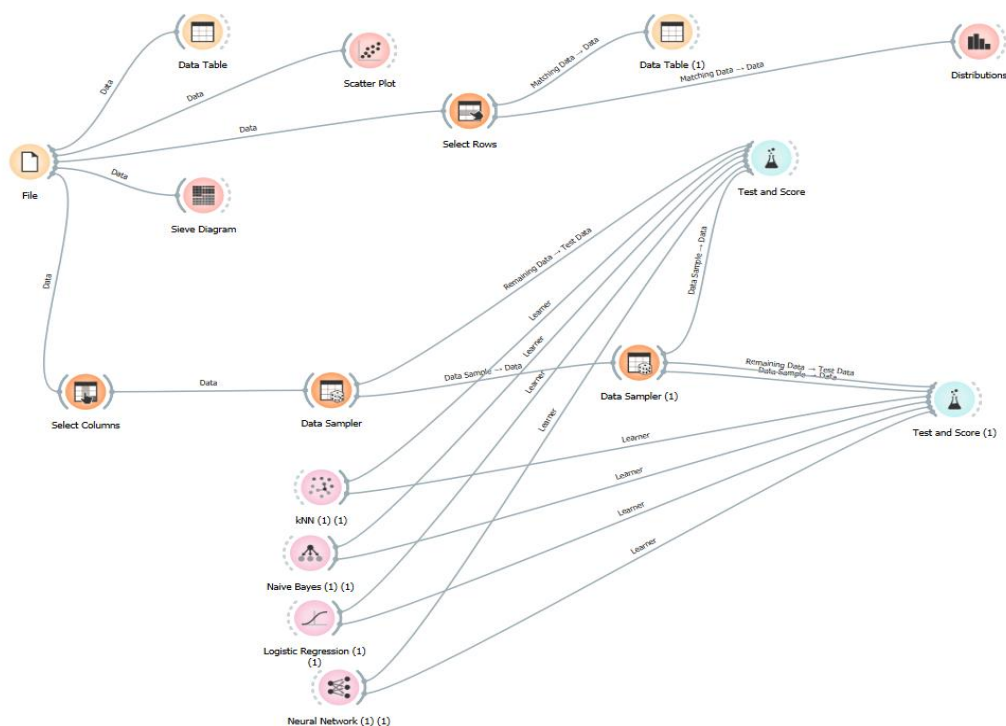 Data Table
Data Table (1)
Distributions
Scatter Plot
Data
Data
Matching Data → Data
Matching Data → Data
Data
Select Rows
File
Data
Sieve Diagram
Test and Score
Data
Remaining Data → Test Data
Data Sample → Data
Learner
Learner
Learner
Learner
Data
Select Columns
Data Sampler
Data Sample → Data
Data Sampler (1)
Remaining Data → Test Data
Data Sample → Data
Test and Score (1)
Learner
Learner
Learner
Learner
kNN (1) (1)
Naive Bayes (1) (1)
Logistic Regression (1)
(1)
Neural Network (1) (1)